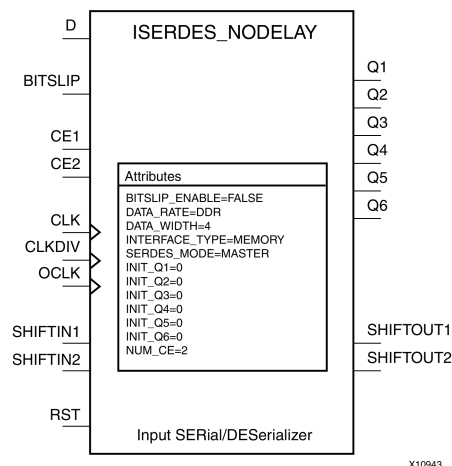 ISERDES_NODELAY
D
BITSLIP
CE1
CE2
CLK
CLKDIV
OCLK
SHIFTIN1
SHIFTIN2
RST
Attributes
BITSLIP_ENABLE=FALSE
DATA_RATE=DDR
DATA_WIDTH=4
INTERFACE_TYPE=MEMORY
SERDES_MODE=MASTER
INIT_Q1=0
INIT_Q2=0
INIT_Q3=0
INIT_Q4=0
INIT_Q5=0
INIT_Q6=0
NUM_CE=2
Q1
Q2
Q3
Q4
Q5
Q6
SHIFTOUT1
SHIFTOUT2
Input SERial/DESerializer
X10943